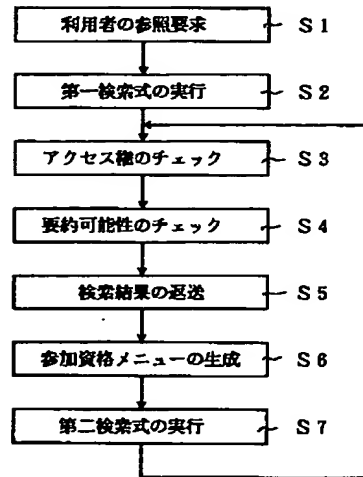 利用者の参照要求 S1
第一検索式の実行 S2
アクセス権のチェック S3
要約可能性のチェック S4
検索結果の返送 S5
参加資格メニューの生成 S6
第二検索式の実行 S7